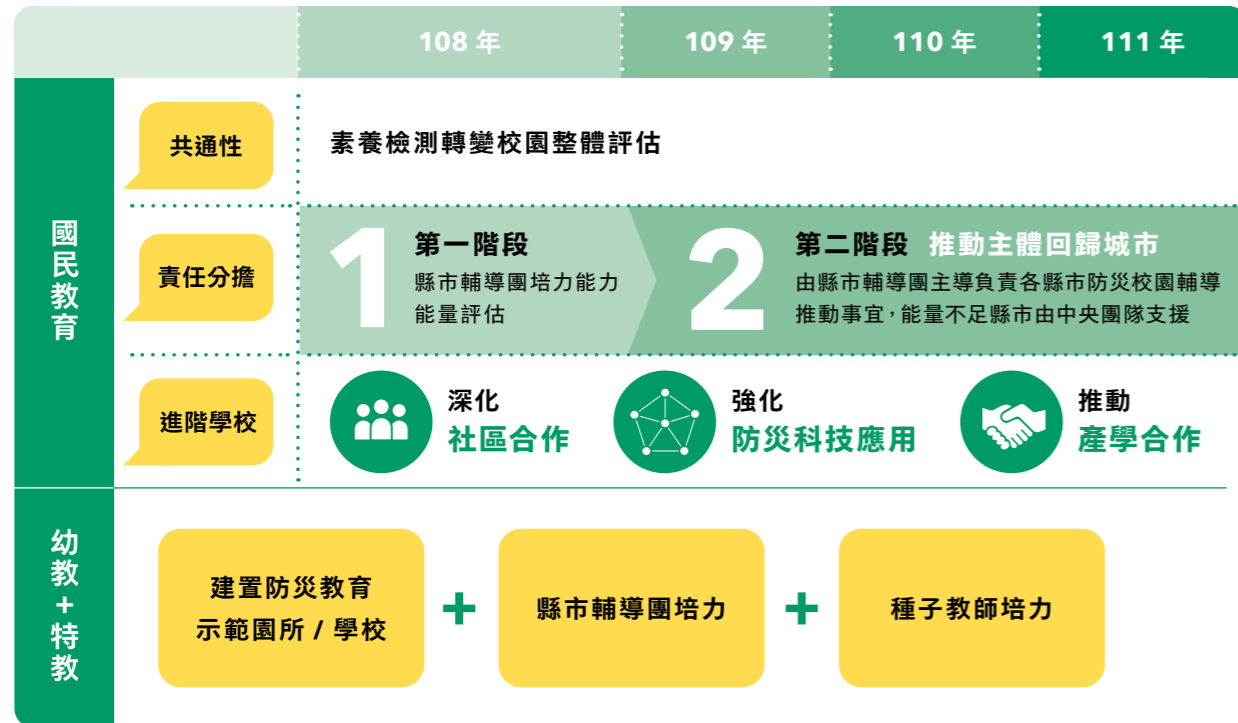 108 年
109 年
110 年
111 年
國民教育
共通性
素養檢測轉變校園整體評估
責任分擔
1
第一階段
縣市輔導團培力能力
能量評估
2
第二階段 推動主體回歸城市
由縣市輔導團主導負責各縣市防災校園輔導
推動事宜，能量不足縣市由中央團隊支援
進階學校
深化
社區合作
強化
防災科技應用
推動
產學合作
幼教+特教
建置防災教育
示範園所 / 學校
+
縣市輔導團培力
+
種子教師培力